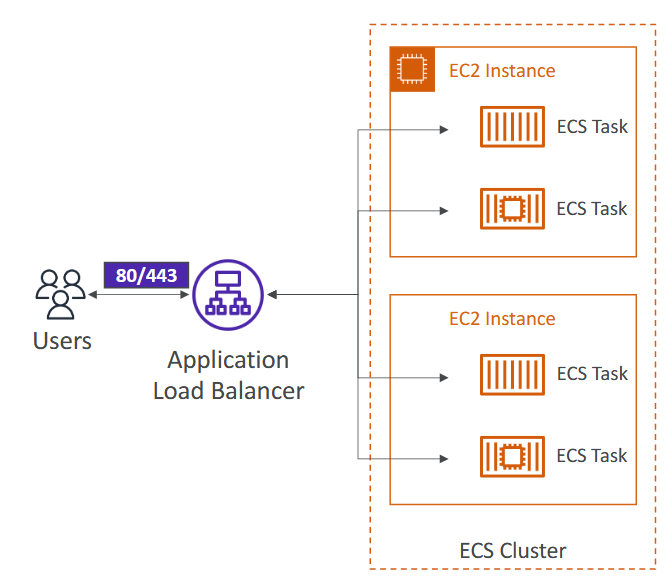 EC2 Instance
ECS Task
ECS Task
80/443
Users
Application
Load Balancer
EC2 Instance
ECS Task
ECS Task
ECS Cluster